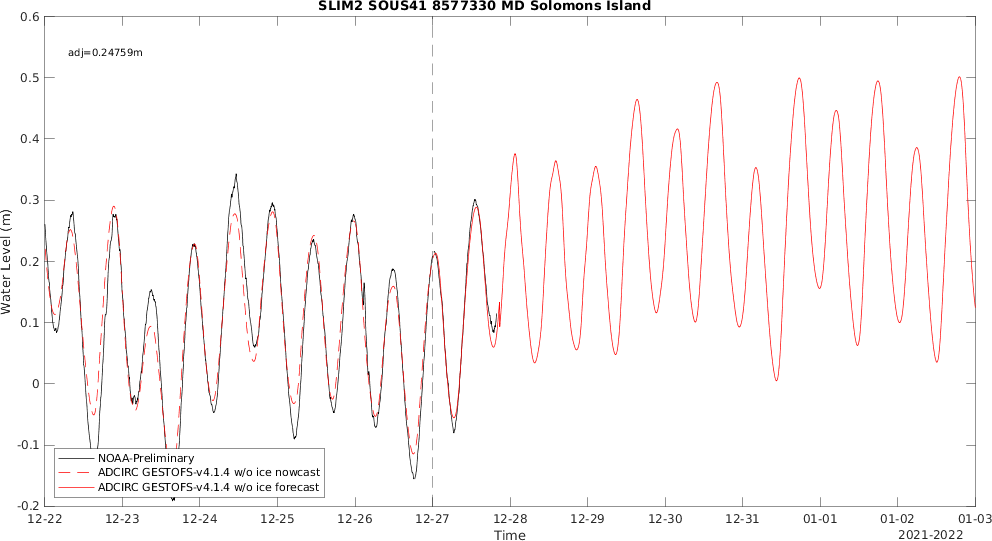 SLIM2 SOUS41 8577330 MD Solomons Island
adj=0.24759m
Water Level (m)
0.6
0.5
0.4
0.3
0.2
0.1
0
-0.1
-0.2
NOAA-Preliminary
ADCIRC GESTOFS-v4.1.4 w/o ice nowcast
ADCIRC GESTOFS-v4.1.4 w/o ice forecast
12-22 12-23 12-24 12-25 12-26 12-27 12-28 12-29 12-30 12-31 01-01 01-02 01-03
Time
2021-2022